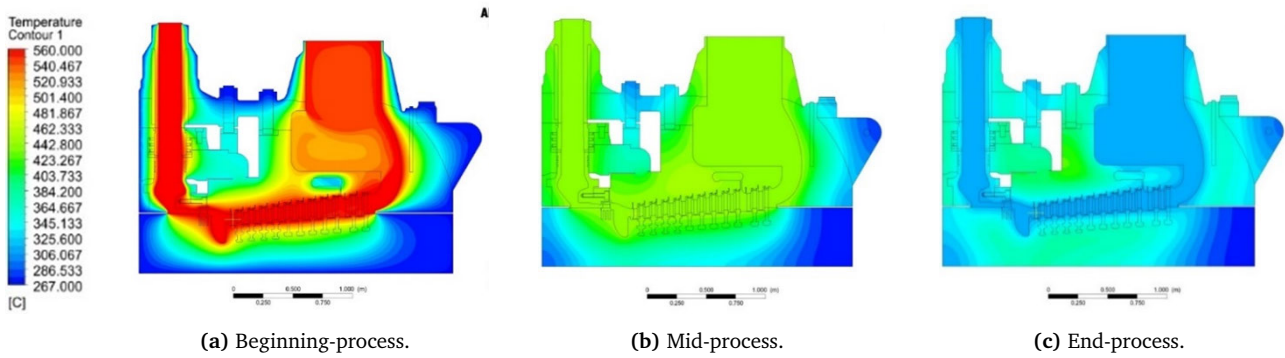 Temperature
Contour 1
560.000
540.467
520.933
501.400
481.867
462.333
442.800
423.267
403.733
384.200
364.667
345.133
325.600
306.067
286.533
267.000
[C]
0 0.500 1.000 (m)
0.250 0.750
0 0.500 1.000 (m)
0.250 0.750
0 0.500 1.000 (m)
0.250 0.750
(a) Beginning-process.
(b) Mid-process.
(c) End-process.